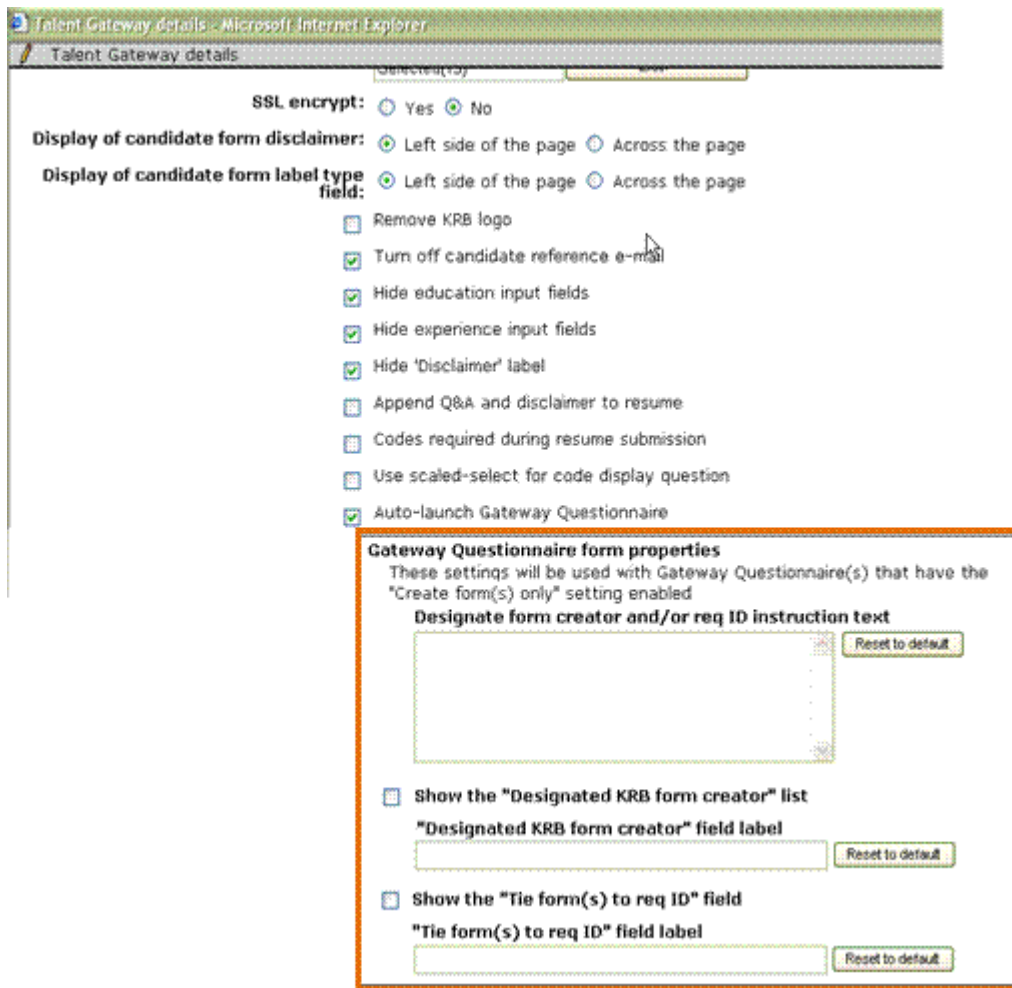 Talent Gateway details - Microsoft Internet Explorer
Talent Gateway details
SSL encrypt: Yes No
Display of candidate form disclaimer: Left side of the page Across the page
Display of candidate form label type
field: Left side of the page Across the page
Remove KRB logo
Turn off candidate reference e-mail
Hide education input fields
Hide experience input fields
Hide 'Disclaimer' label
Append Q&A and disclaimer to resume
Codes required during resume submission
Use scaled-select for code display question
Auto-launch Gateway Questionnaire
Gateway Questionnaire form properties
These settings will be used with Gateway Questionnaire(s) that have the
"Create form(s) only" setting enabled
Designate form creator and/or req ID instruction text
Reset to default
Show the "Designated KRB form creator" list
"Designated KRB form creator" field label
Reset to default
Show the "Tie form(s) to req ID" field
"Tie form(s) to req ID" field label
Reset to default